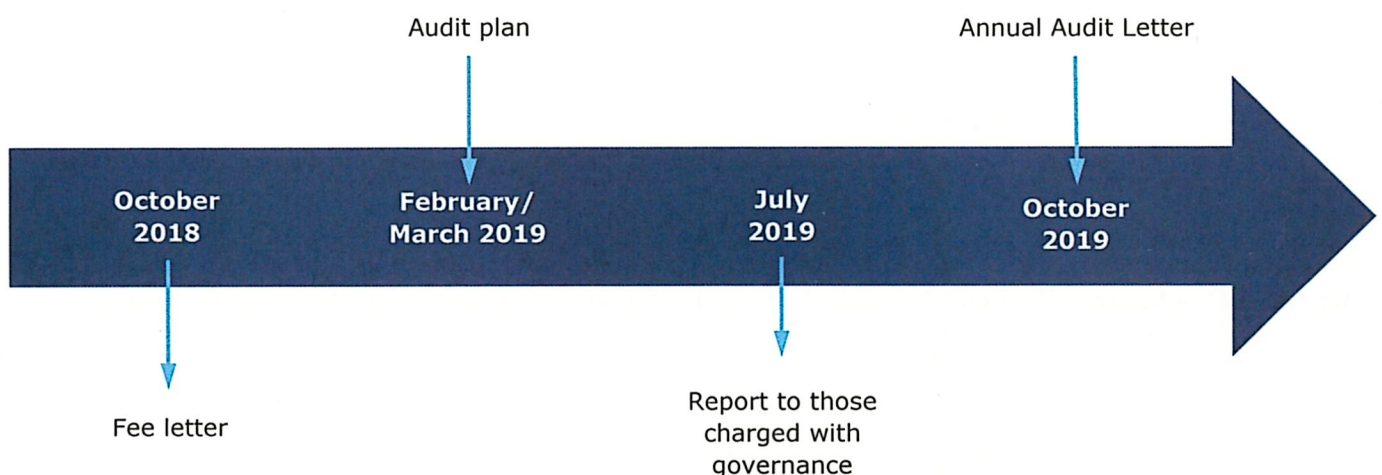 Audit plan
Annual Audit Letter
October
2018
February/
March 2019
July
2019
October
2019
Fee letter
Report to those
charged with
governance